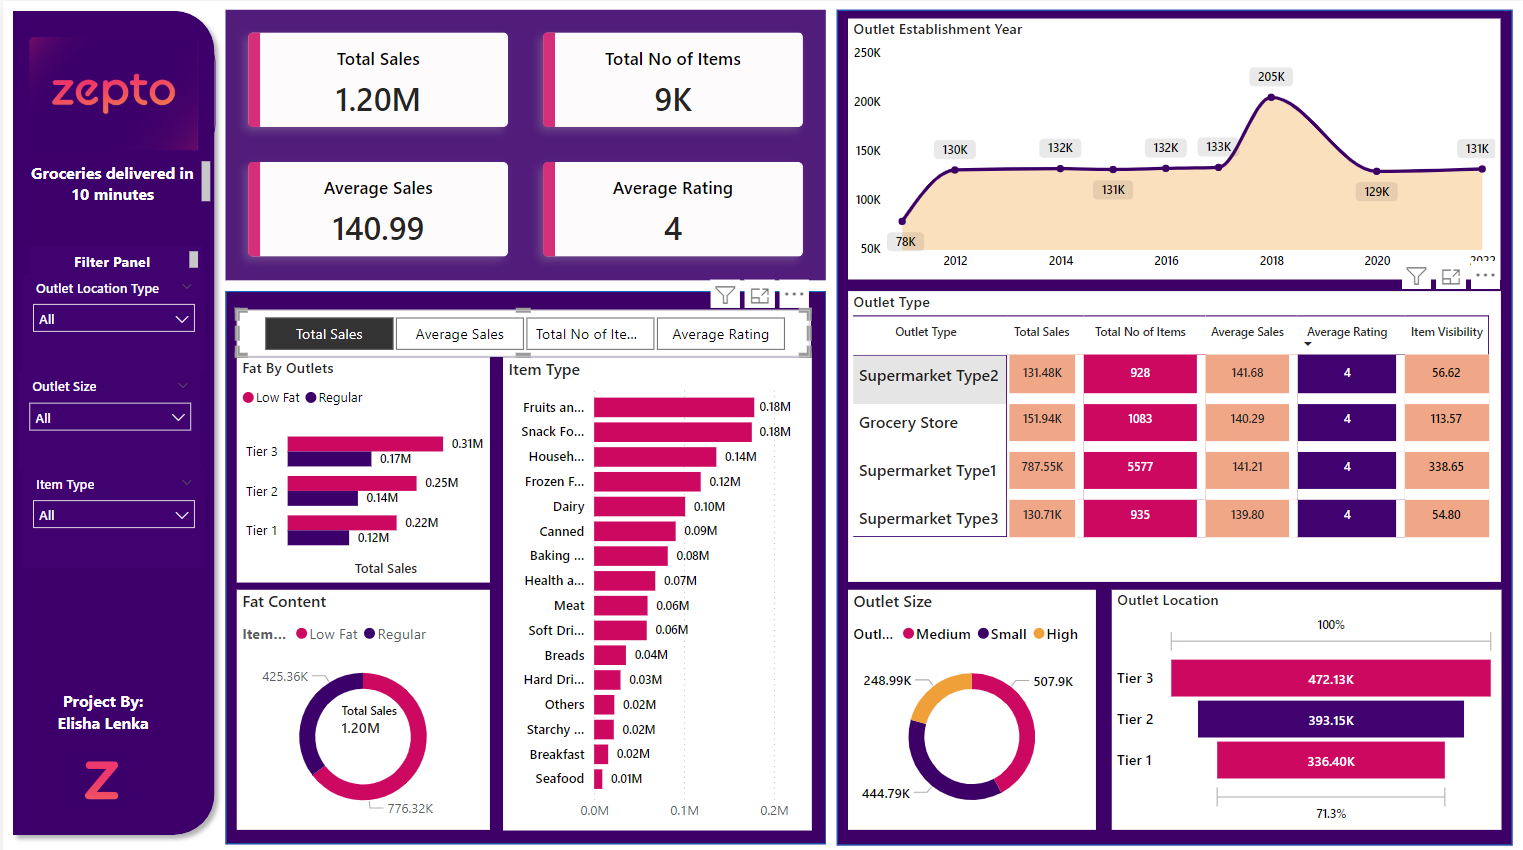 zepto
Groceries delivered in
10 minutes
Filter Panel
Outlet Location Type
All
Outlet Size
All
Item Type
All
Project By:
Elisha Lenka
Z
Total Sales
1.20M
Total No of Items
9K
Average Sales
140.99
Average Rating
4
Total Sales
Average Sales
Total No of Ite...
Average Rating
Fat By Outlets
Low Fat Regular
Tier 3 0.31M
0.17M
Tier 2 0.25M
0.14M
Tier 1 0.22M
0.12M
Total Sales
Fat Content
Item... Low Fat Regular
425.36K
Total Sales
1.20M
776.32K
Item Type
Fruits an... 0.18M
Snack Fo... 0.18M
Househ... 0.14M
Frozen F... 0.12M
Dairy 0.10M
Canned 0.09M
Baking ... 0.08M
Health a... 0.07M
Meat 0.06M
Soft Dri... 0.06M
Breads 0.04M
Hard Dri... 0.03M
Others 0.02M
Starchy ... 0.02M
Breakfast 0.02M
Seafood 0.01M
0.0M 0.1M 0.2M
Outlet Establishment Year
250K
200K
150K
100K
50K
78K
130K
132K
131K
132K
133K
205K
129K
131K
2012 2014 2016 2018 2020 2022
Outlet Type
Outlet Type Total Sales Total No of Items Average Sales Average Rating Item Visibility
Supermarket Type2 131.48K 928 141.68 4 56.62
Grocery Store 151.94K 1083 140.29 4 113.57
Supermarket Type1 787.55K 5577 141.21 4 338.65
Supermarket Type3 130.71K 935 139.80 4 54.80
Outlet Size
Outl... Medium Small High
248.99K
507.9K
444.79K
Outlet Location
100%
Tier 3 472.13K
Tier 2 393.15K
Tier 1 336.40K
71.3%